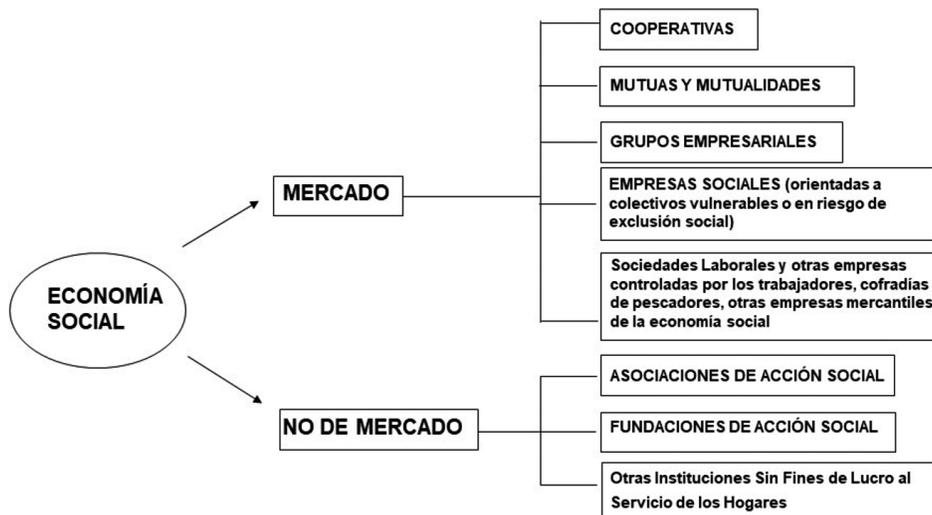 ECONOMÍA
SOCIAL
MERCADO
COOPERATIVAS
MUTUAS Y MUTUALIDADES
GRUPOS EMPRESARIALES
EMPRESAS SOCIALES (orientadas a
colectivos vulnerables o en riesgo de
exclusión social)
Sociedades Laborales y otras empresas
controladas por los trabajadores, cofradías
de pescadores, otras empresas mercantiles
de la economía social
NO DE MERCADO
ASOCIACIONES DE ACCIÓN SOCIAL
FUNDACIONES DE ACCIÓN SOCIAL
Otras Instituciones Sin Fines de Lucro al
Servicio de los Hogares